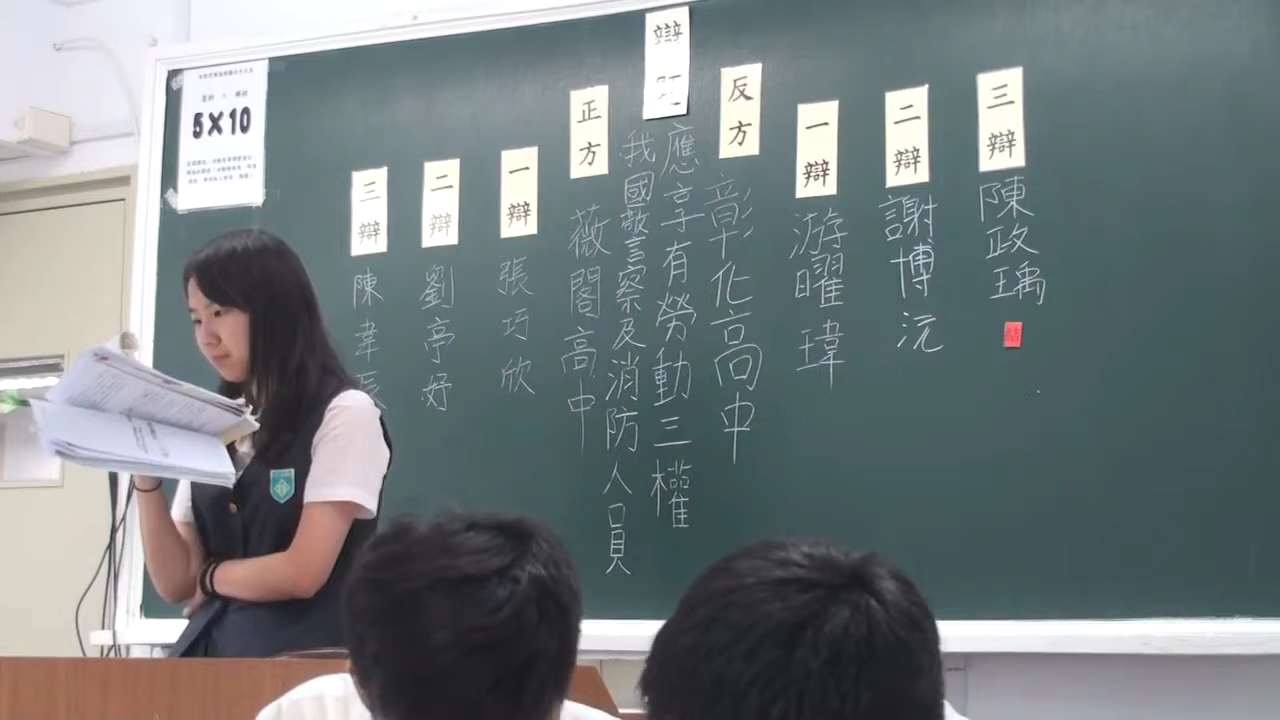 5×10
辯題
我國警察及消防人員
應享有勞動三權
正方
薇閣高中
一辯
張巧欣
二辯
劉亭妤
三辯
陳韋辰
反方
彰化高中
一辯
游曜瑋
二辯
謝博沅
三辯
陳政瑀
結